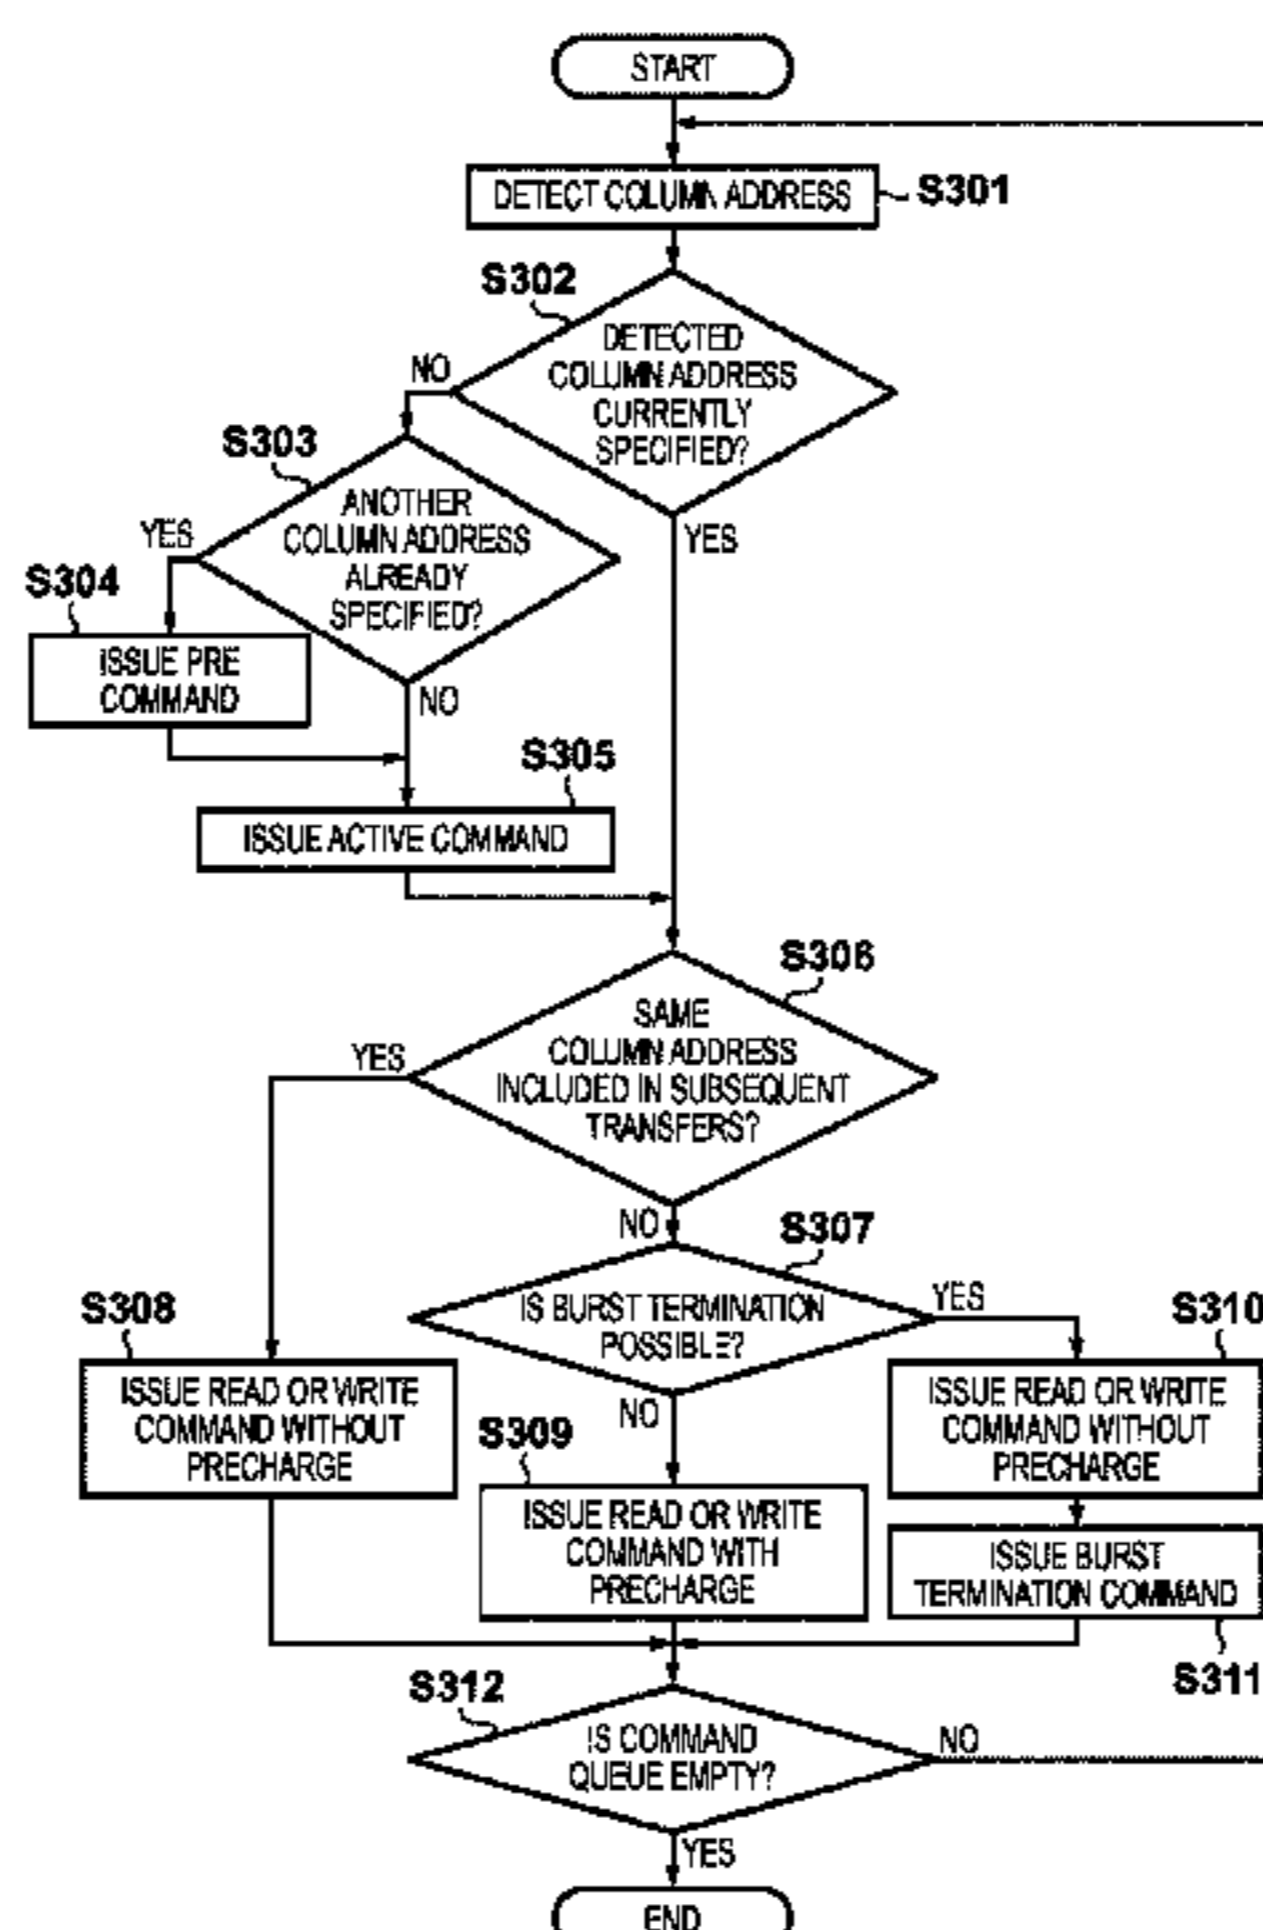 START
DETECT COLUMN ADDRESS
S301
S302
DETECTED
COLUMN ADDRESS
CURRENTLY
SPECIFIED?
NO
YES
S303
ANOTHER
COLUMN ADDRESS
ALREADY
SPECIFIED?
YES
NO
S304
ISSUE PRE
COMMAND
S305
ISSUE ACTIVE COMMAND
S306
SAME
COLUMN ADDRESS
INCLUDED IN SUBSEQUENT
TRANSFERS?
YES
NO
S307
IS BURST TERMINATION
POSSIBLE?
YES
NO
S308
ISSUE READ OR WRITE
COMMAND WITHOUT
PRECHARGE
S309
ISSUE READ OR WRITE
COMMAND WITH
PRECHARGE
S310
ISSUE READ OR WRITE
COMMAND WITHOUT
PRECHARGE
ISSUE BURST
TERMINATION COMMAND
S311
S312
IS COMMAND
QUEUE EMPTY?
NO
YES
END